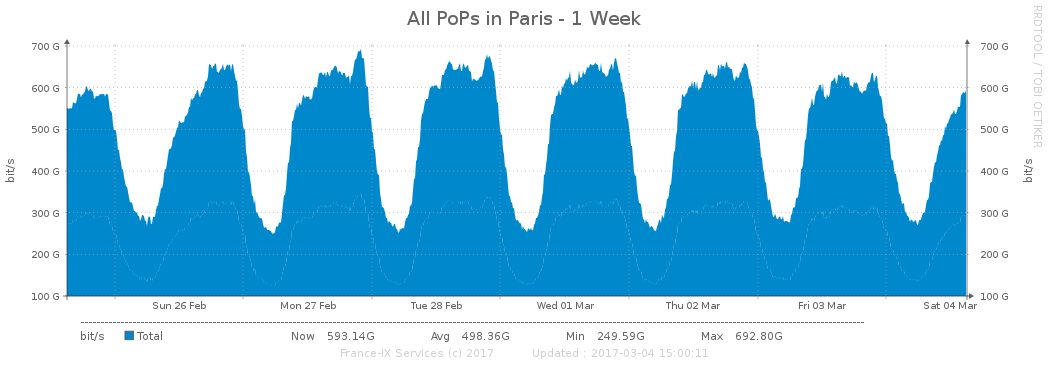 All PoPs in Paris - 1 Week
RRDTOOL / TOBI OETIKER
700 G 700 G
600 G 600 G
500 G 500 G
400 G 400 G
300 G 300 G
200 G 200 G
100 G 100 G
bit/s
bit/s
Sun 26 Feb Mon 27 Feb Tue 28 Feb Wed 01 Mar Thu 02 Mar Fri 03 Mar Sat 04 Mar
bit/s Total Now 593.14G Avg 498.36G Min 249.59G Max 692.80G
France-IX Services (c) 2017 Updated : 2017-03-04 15:00:11